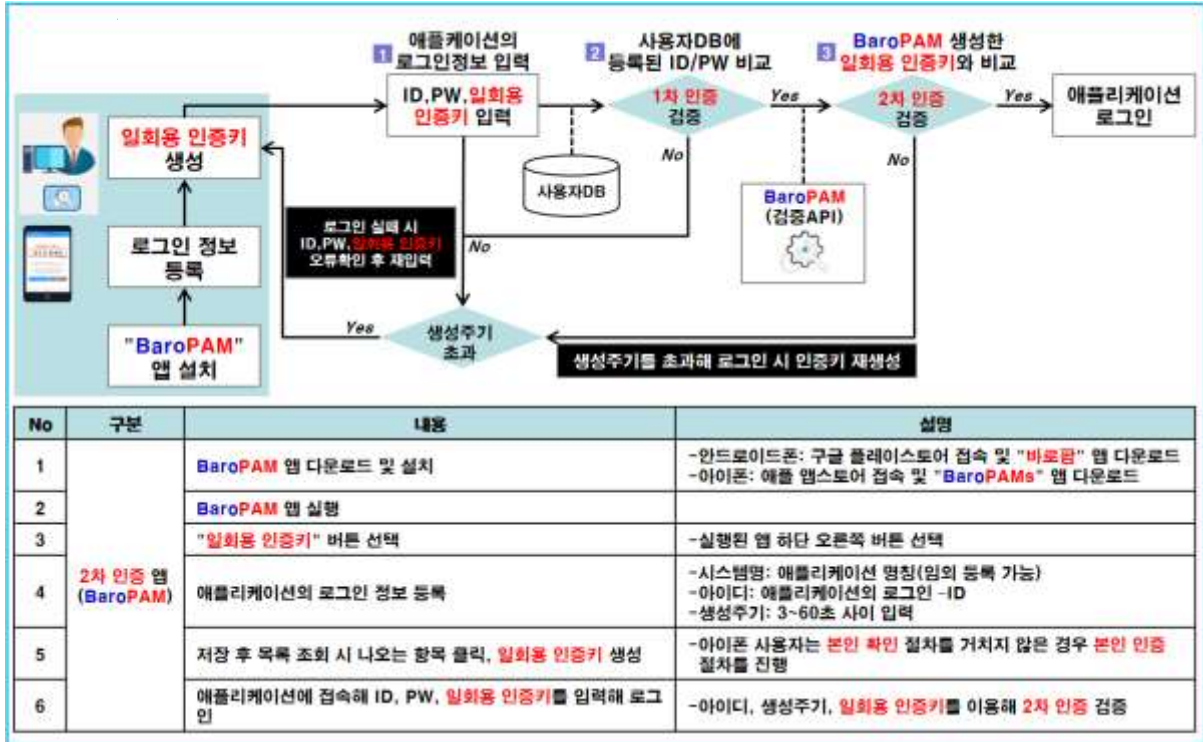 1 애플케이션의
로그인정보 입력
2 사용자DB에
등록된 ID/PW 비교
3 BaroPAM 생성한
일회용 인증키와 비교
ID,PW,일회용
인증키 입력
1차 인증
검증
Yes
2차 인증
검증
Yes
애플리케이션
로그인
일회용 인증키
생성
No
No
사용자DB
BaroPAM
(검증API)
로그인 실패 시
ID,PW,일회용 인증키
오류확인 후 재입력
No
로그인 정보
등록
"BaroPAM"
앱 설치
Yes
생성주기
초과
생성주기를 초과해 로그인 시 인증키 재생성
No 구분 내용 설명
2차 인증 앱
(BaroPAM)
1 BaroPAM 앱 다운로드 및 설치
-안드로이드폰: 구글 플레이스토어 접속 및 "바로팜" 앱 다운로드
-아이폰: 애플 앱스토어 접속 및 "BaroPAMs" 앱 다운로드
2 BaroPAM 앱 실행
3 "일회용 인증키" 버튼 선택 -실행된 앱 하단 오른쪽 버튼 선택
4 애플리케이션의 로그인 정보 등록
-시스템명: 애플리케이션 명칭(임의 등록 가능)
-아이디: 애플리케이션의 로그인 -ID
-생성주기: 3~60초 사이 입력
5 저장 후 목록 조회 시 나오는 항목 클릭, 일회용 인증키 생성
-아이폰 사용자는 본인 확인 절차를 거치지 않은 경우 본인 인증
절차를 진행
6 애플리케이션에 접속해 ID, PW, 일회용 인증키를 입력해 로그
인
-아이디, 생성주기, 일회용 인증키를 이용해 2차 인증 검증